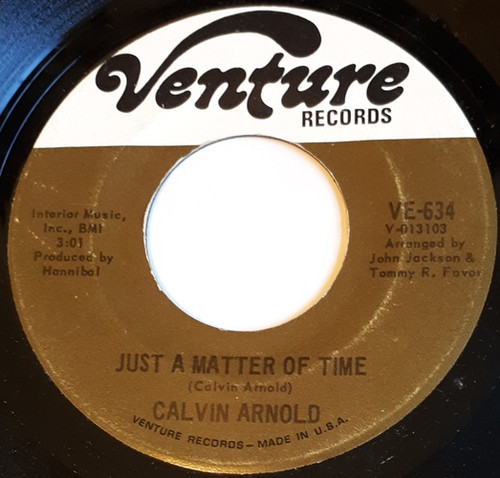 Venture
RECORDS
Interior Music,
Inc., BMI
3:01
Produced by
Hannibal
VE-634
V-013103
Arranged by
John Jackson &
Tommy R. Favor
JUST A MATTER OF TIME
(Calvin Arnold)
CALVIN ARNOLD
VENTURE RECORDS – MADE IN U.S.A.